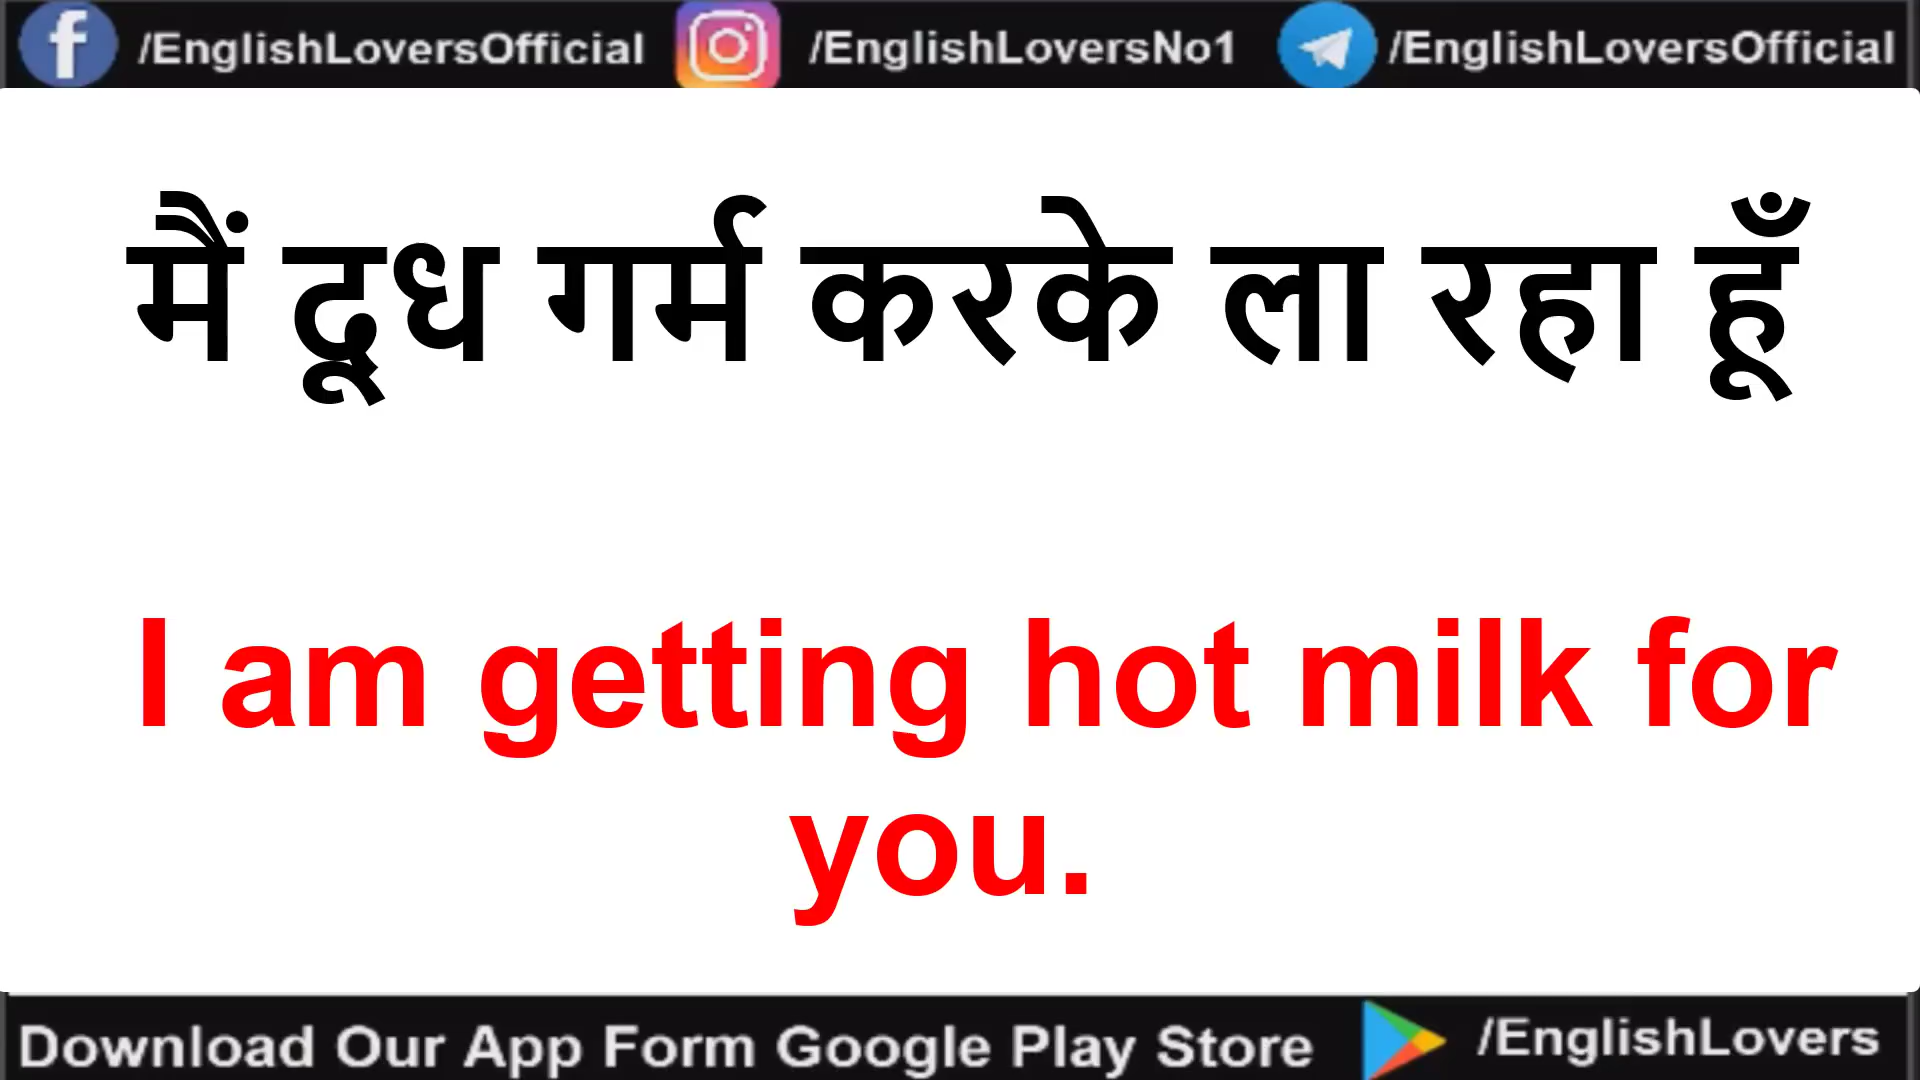 /EnglishLoversOfficial /EnglishLoversNo1 /EnglishLoversOfficial
मैं दूध गर्म करके ला रहा हूँ
I am getting hot milk for
you.
Download Our App Form Google Play Store /EnglishLovers